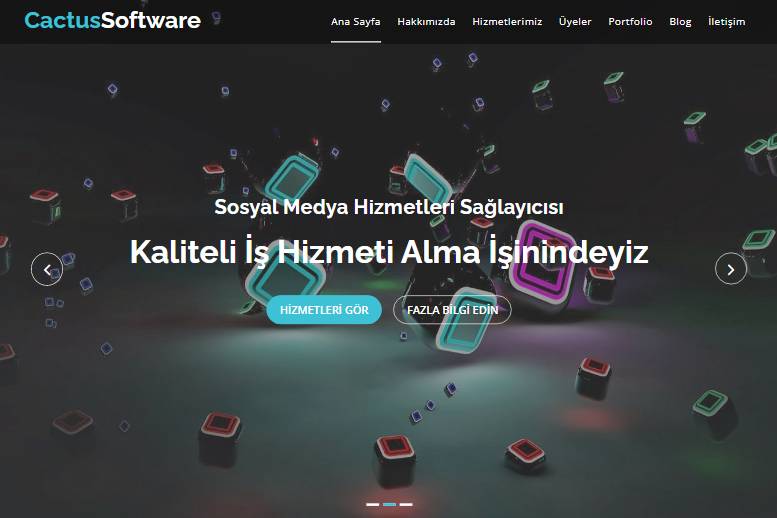 CactusSoftware
Ana Sayfa Hakkımızda Hizmetlerimiz Üyeler Portfolio Blog İletişim
Sosyal Medya Hizmetleri Sağlayıcısı
Kaliteli İş Hizmeti Alma İşinindeyiz
HİZMETLERİ GÖR FAZLA BİLGİ EDİN